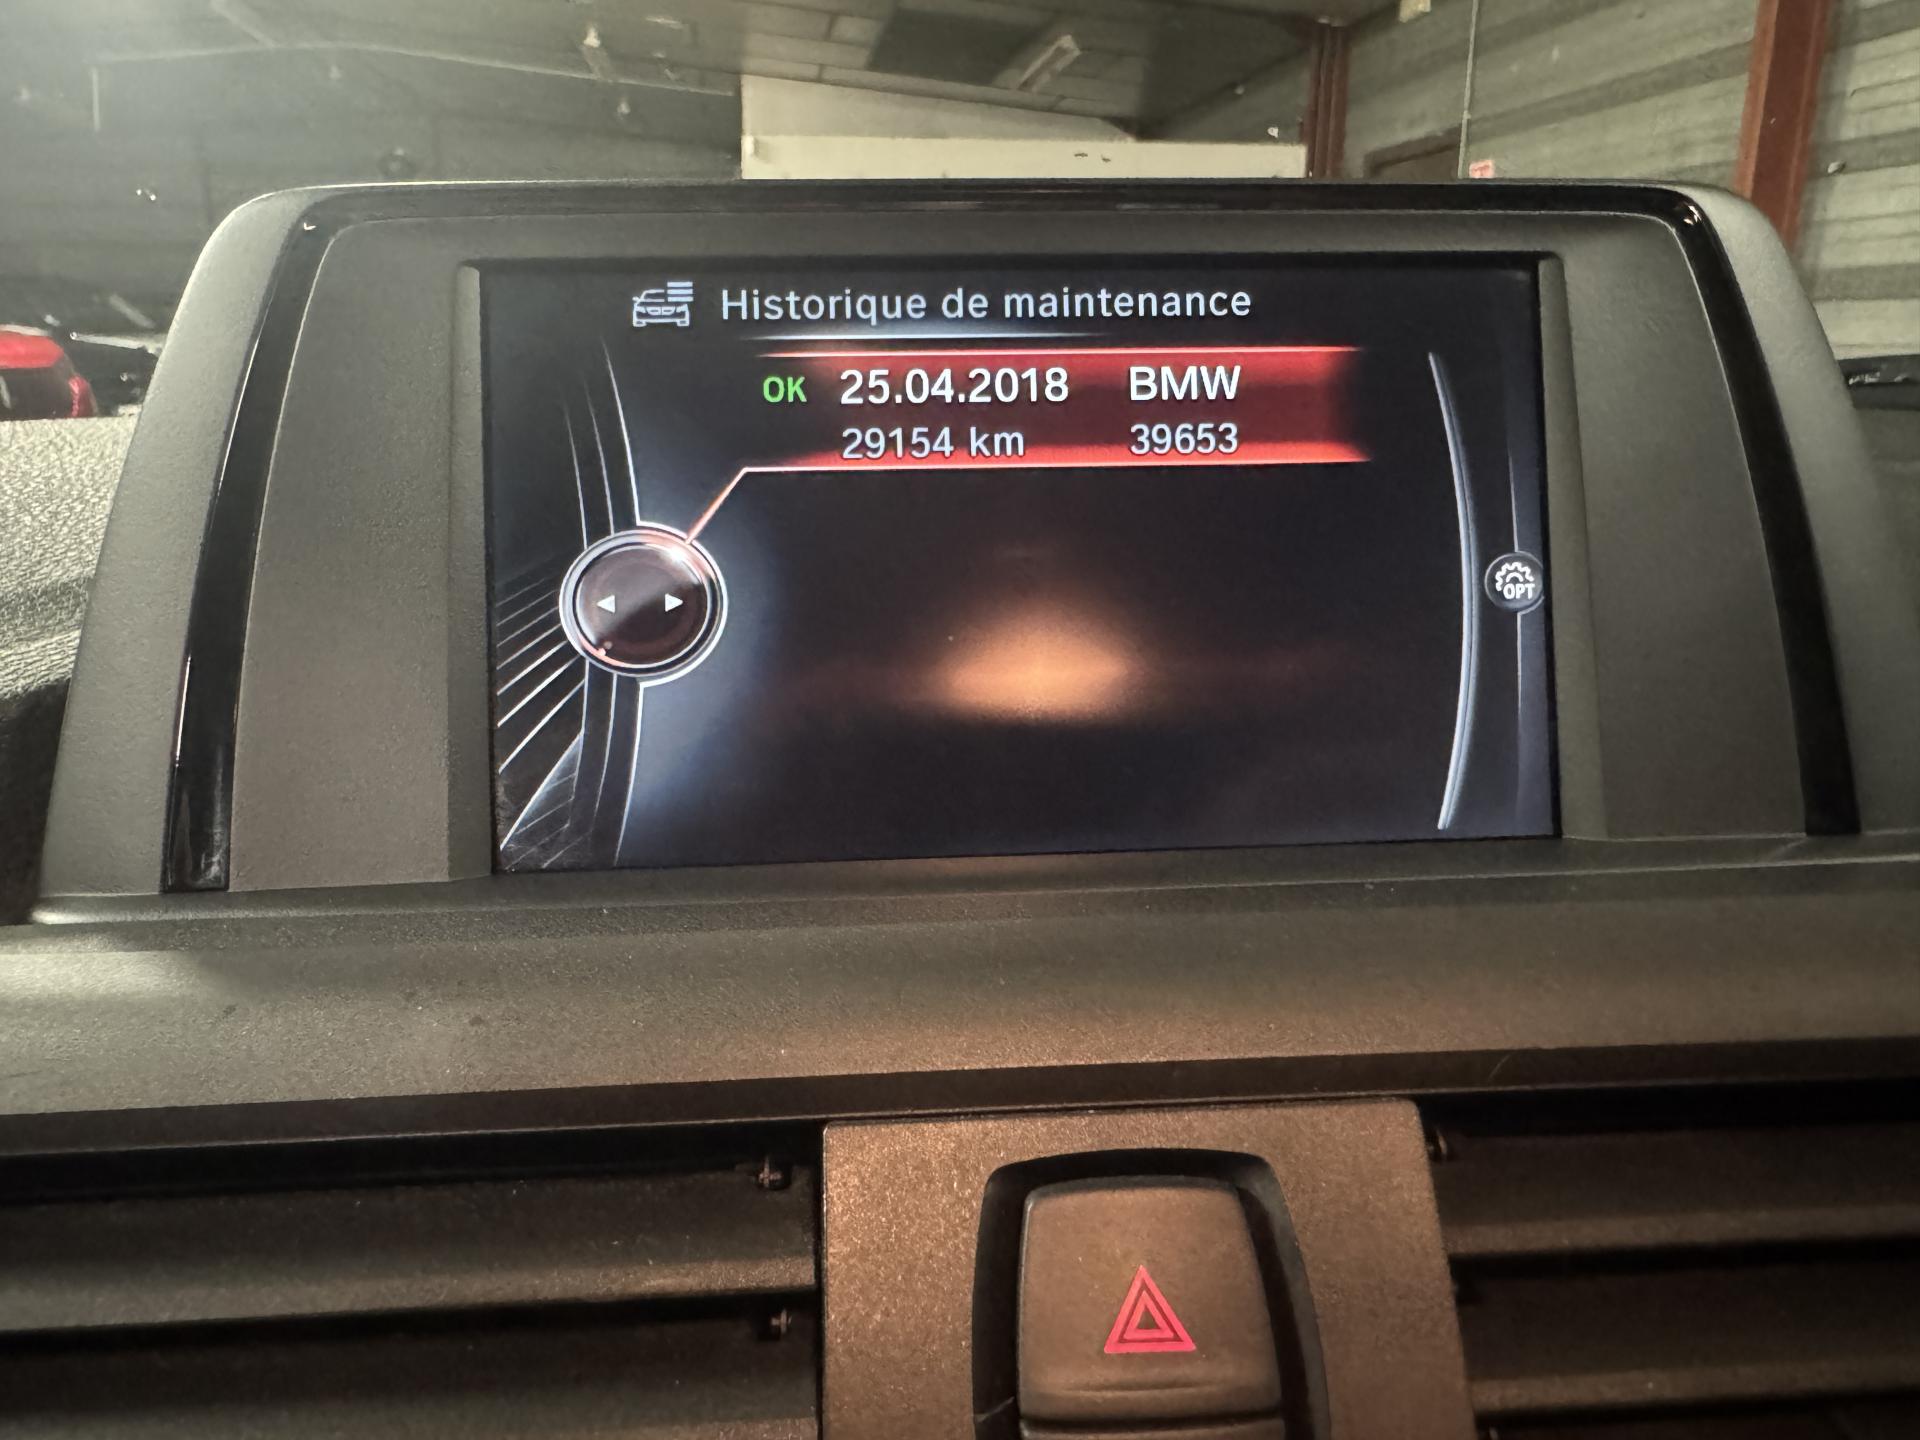 Historique de maintenance
OK 25.04.2018 BMW
29154 km 39653
OPT